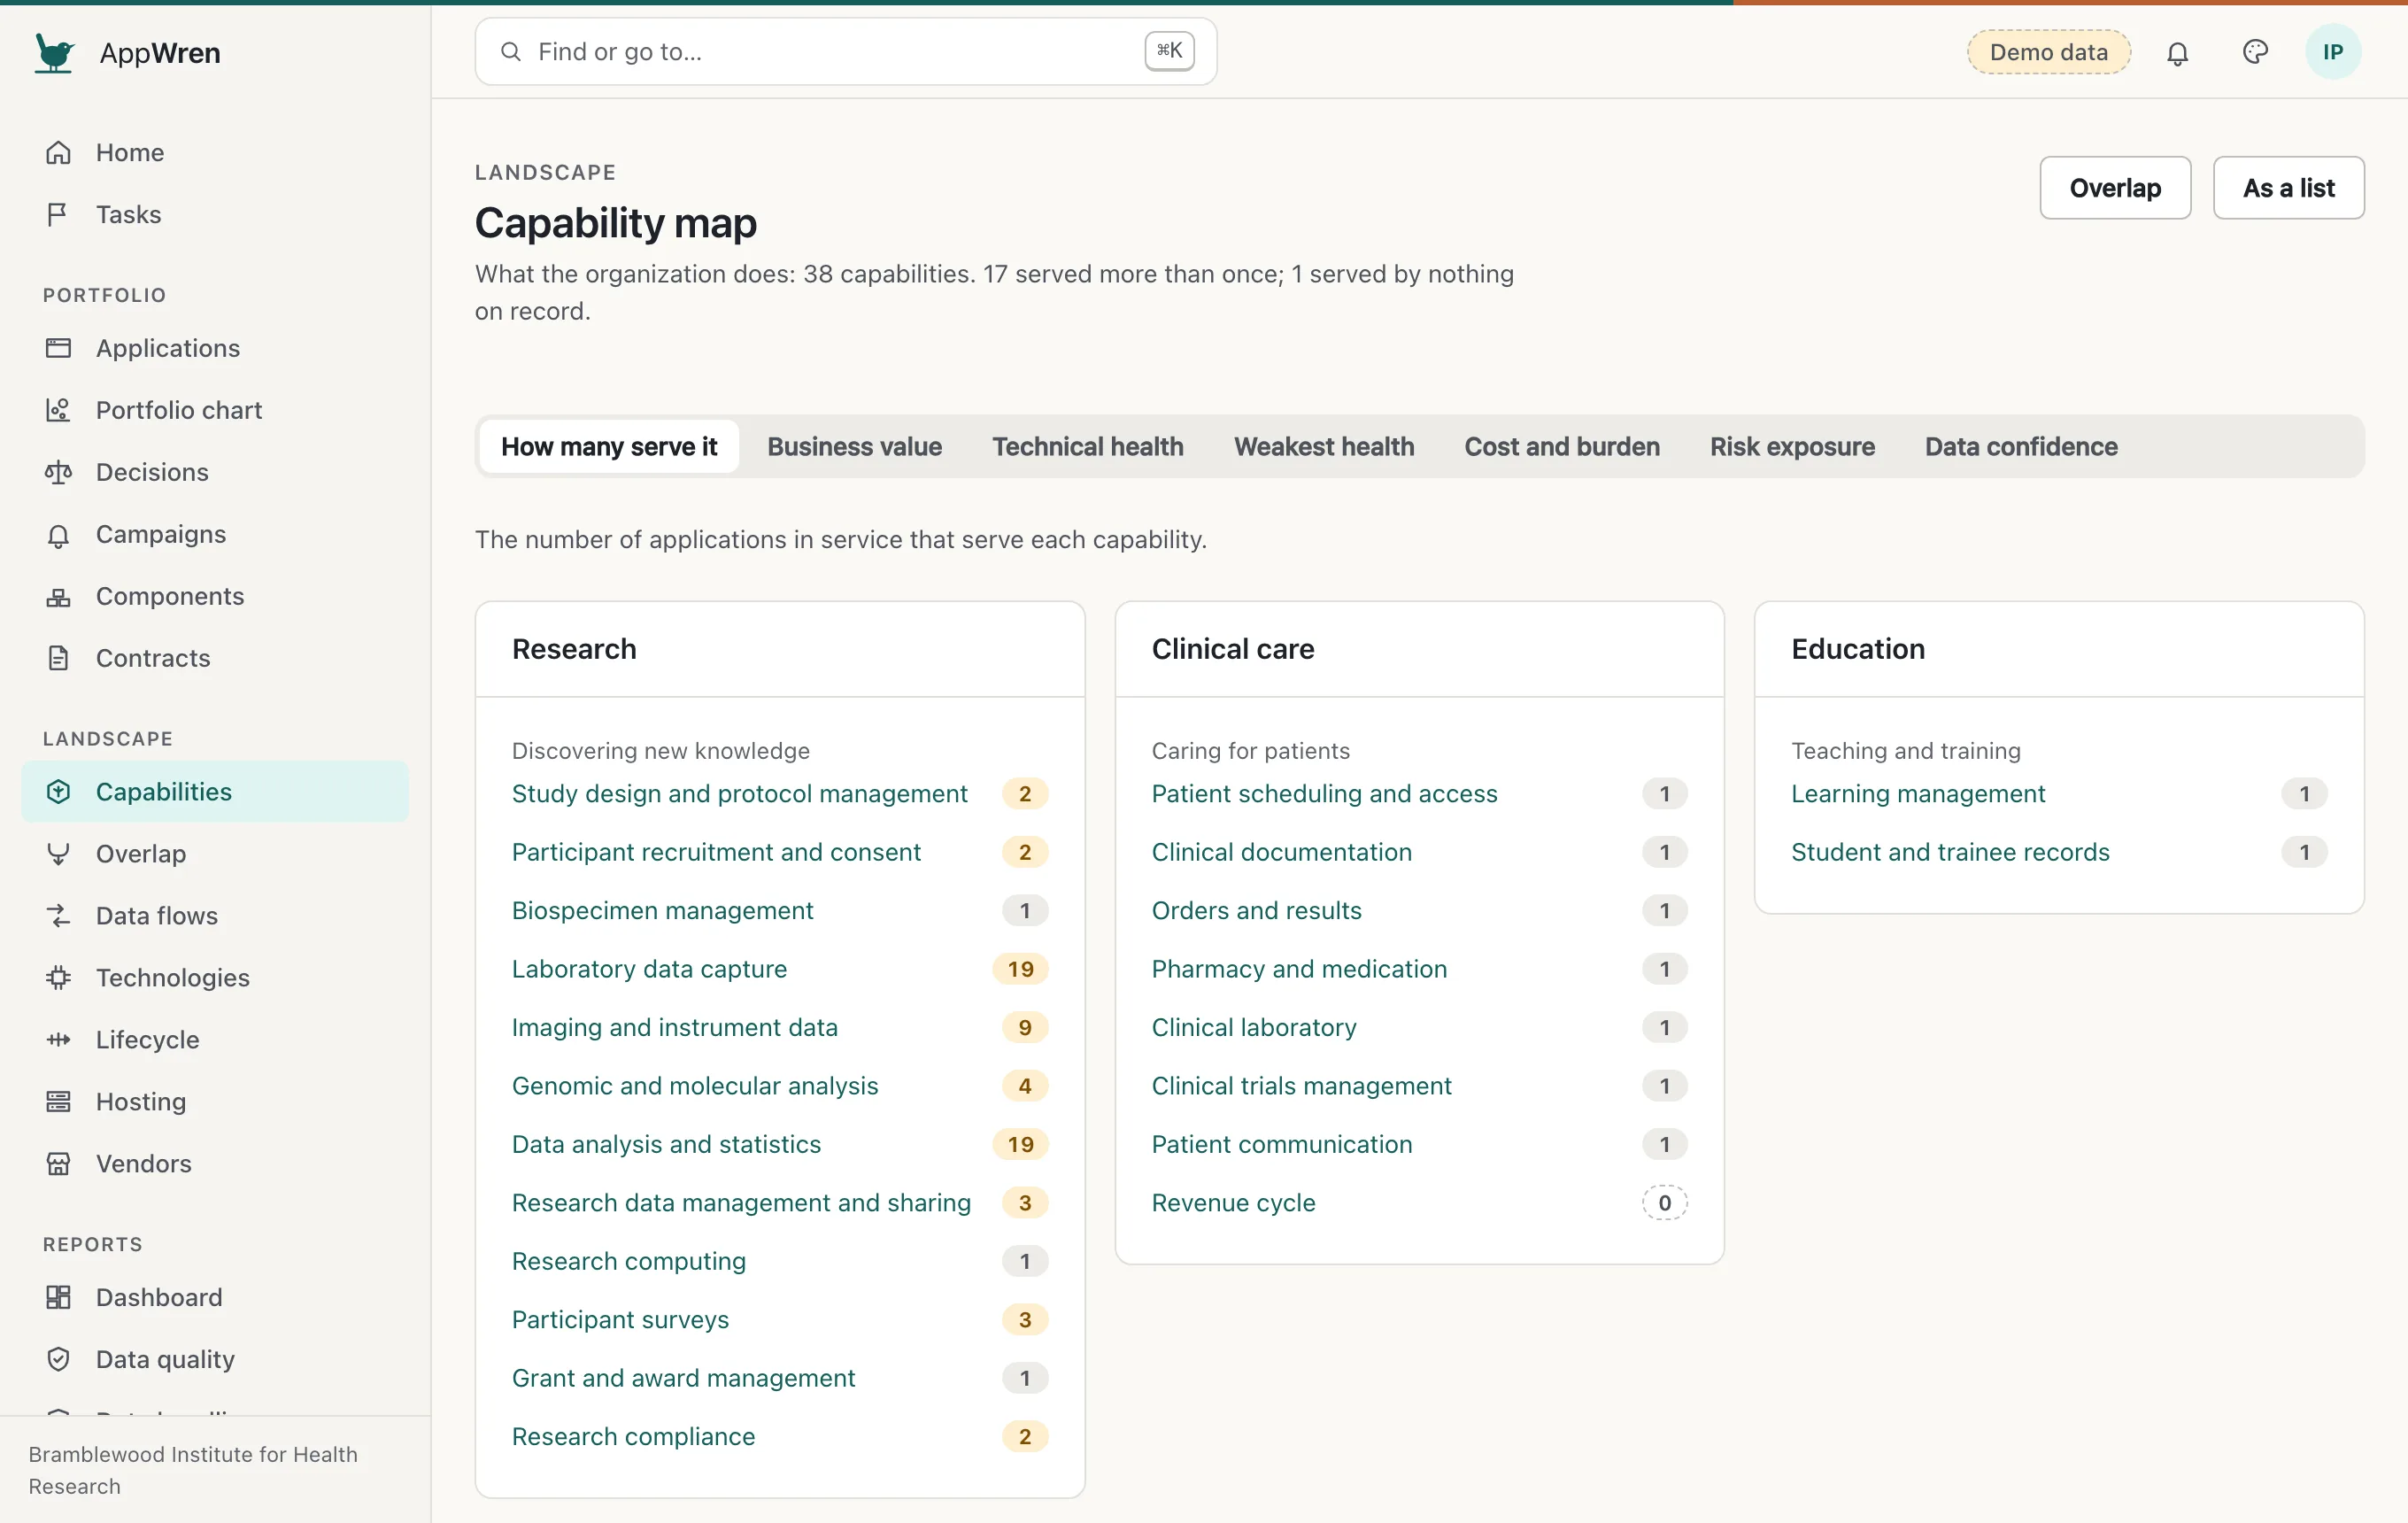 AppWren
Find or go to...
⌘K
Demo data
IP
Home
Tasks
PORTFOLIO
Applications
Portfolio chart
Decisions
Campaigns
Components
Contracts
LANDSCAPE
Capabilities
Overlap
Data flows
Technologies
Lifecycle
Hosting
Vendors
REPORTS
Dashboard
Data quality
Bramblewood Institute for Health
Research
LANDSCAPE
Capability map
What the organization does: 38 capabilities. 17 served more than once; 1 served by nothing
on record.
Overlap
As a list
How many serve it Business value Technical health Weakest health Cost and burden Risk exposure Data confidence
The number of applications in service that serve each capability.
Research
Discovering new knowledge
Study design and protocol management 2
Participant recruitment and consent 2
Biospecimen management 1
Laboratory data capture 19
Imaging and instrument data 9
Genomic and molecular analysis 4
Data analysis and statistics 19
Research data management and sharing 3
Research computing 1
Participant surveys 3
Grant and award management 1
Research compliance 2
Clinical care
Caring for patients
Patient scheduling and access 1
Clinical documentation 1
Orders and results 1
Pharmacy and medication 1
Clinical laboratory 1
Clinical trials management 1
Patient communication 1
Revenue cycle 0
Education
Teaching and training
Learning management 1
Student and trainee records 1